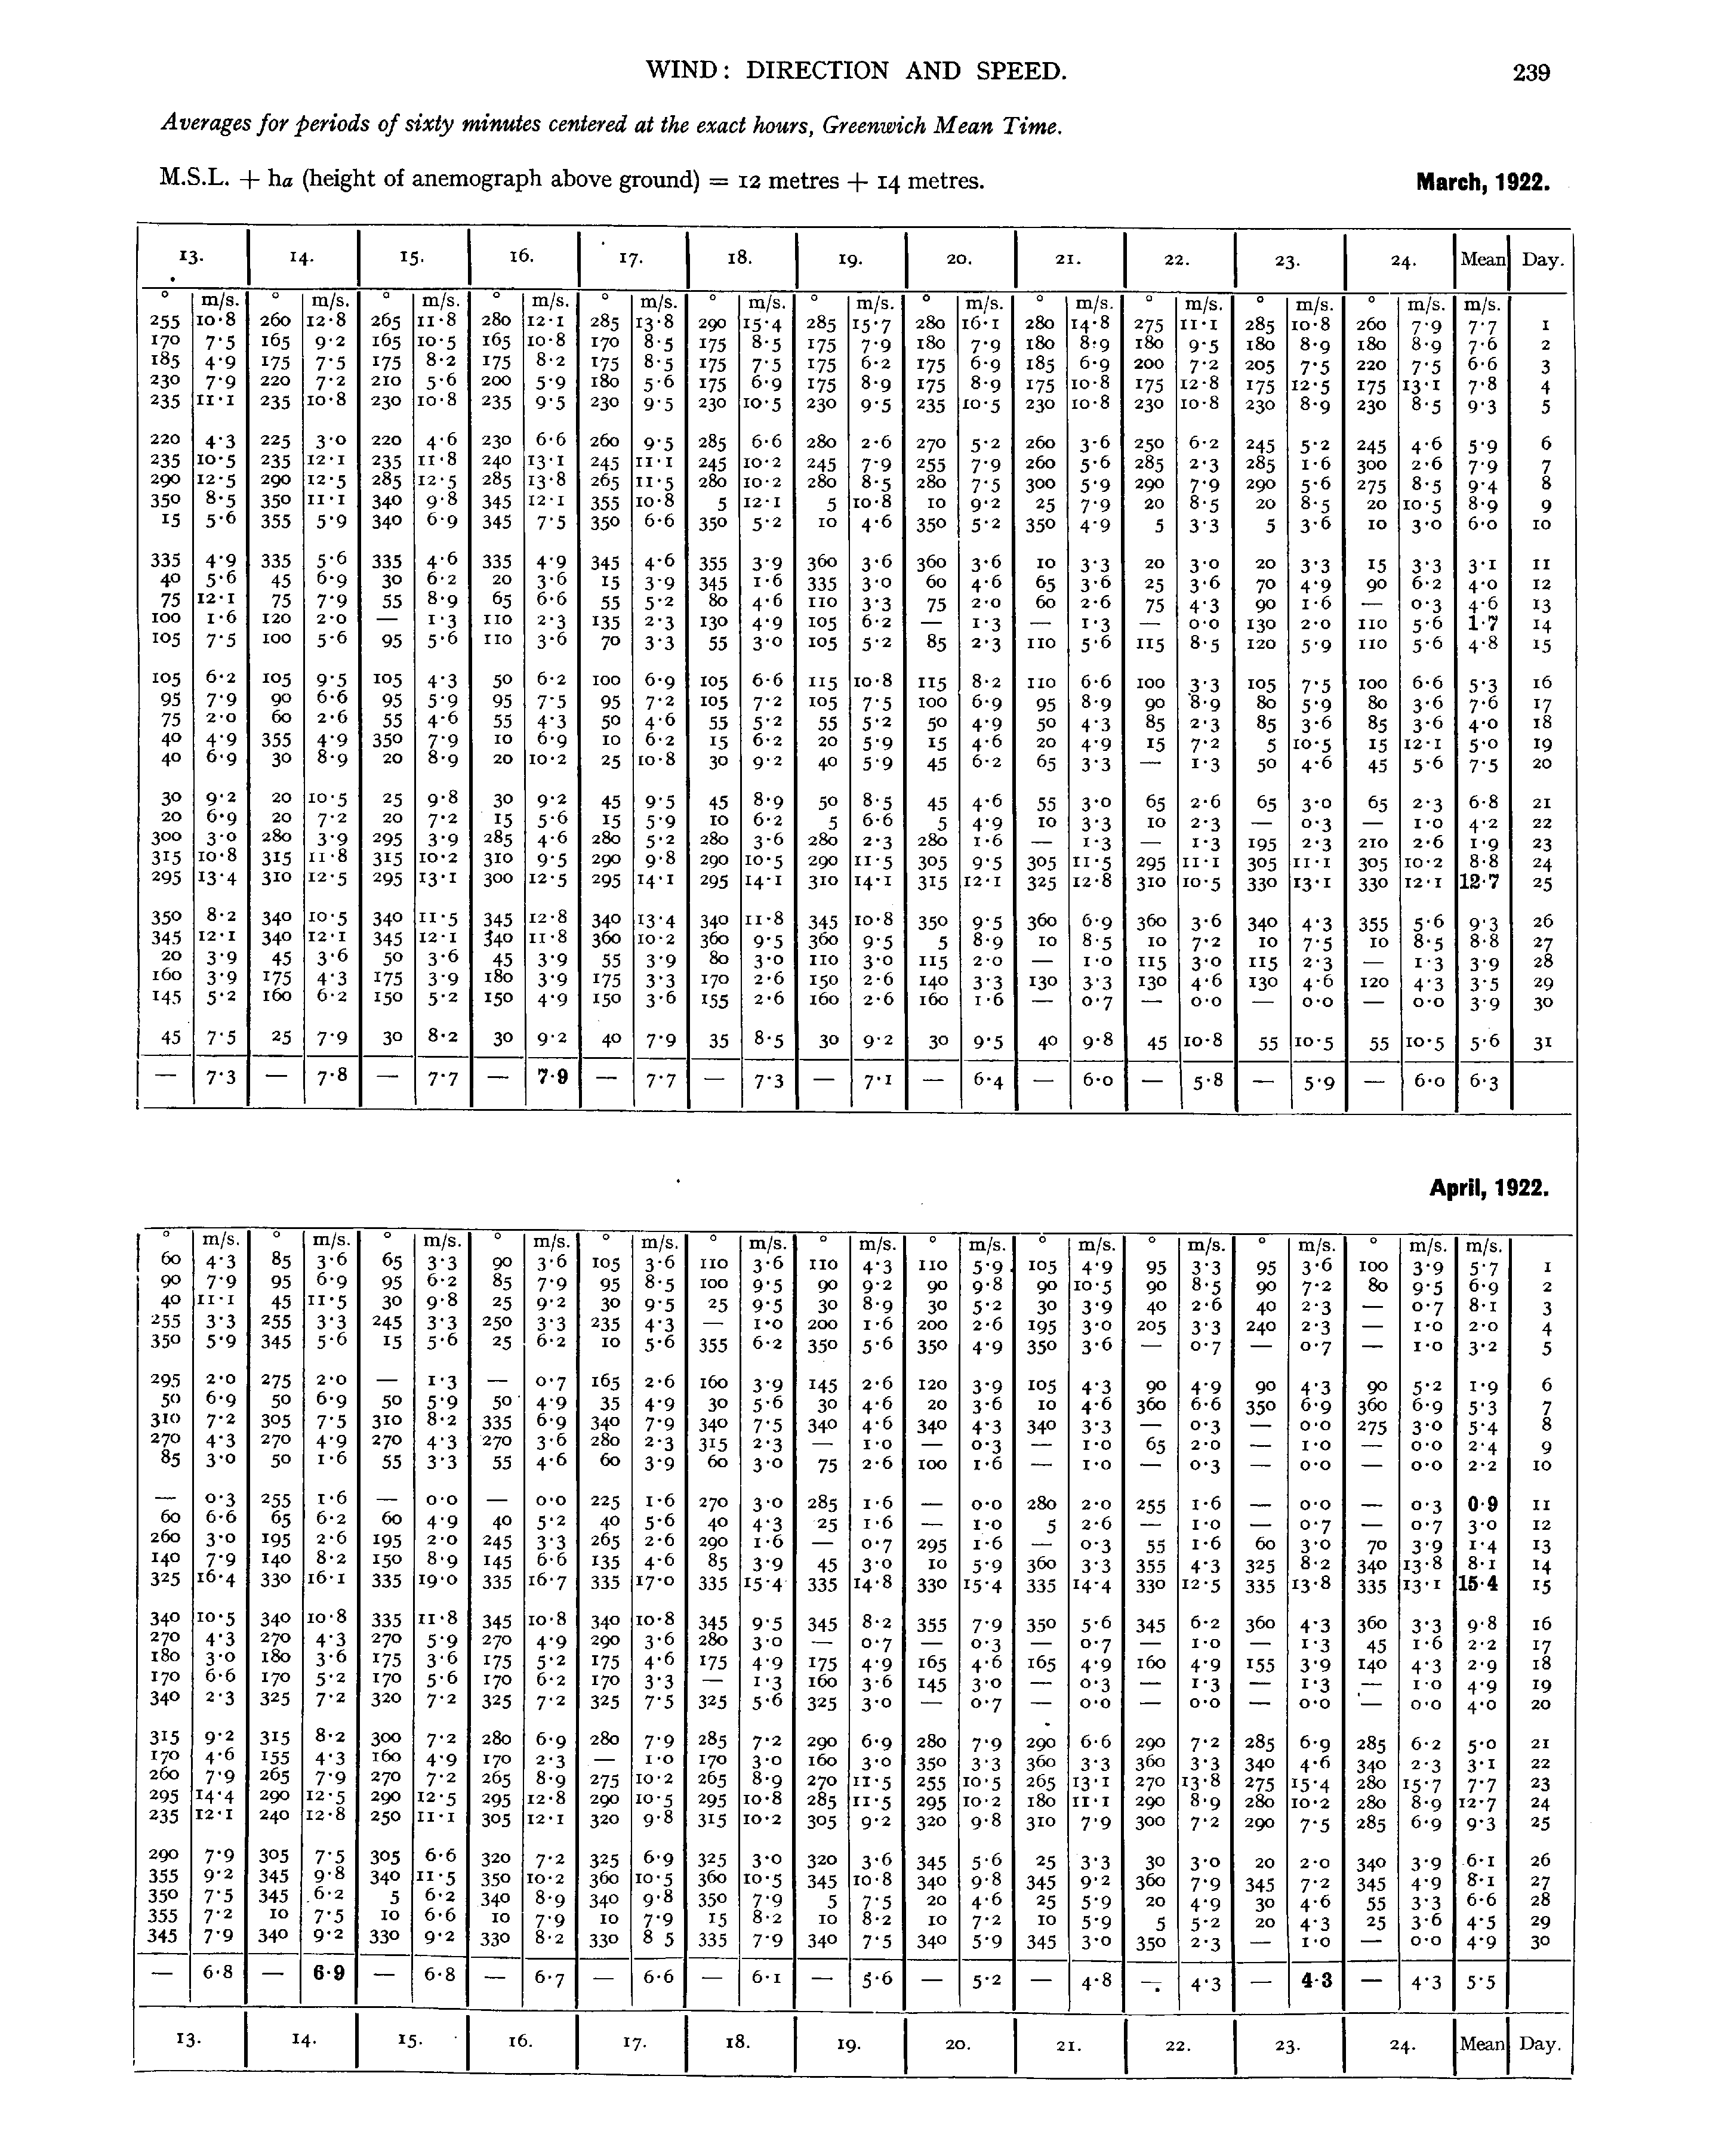 WIND: DIRECTION AND SPEED. 239
Averages for periods of sixty minutes centered at the exact hours, Greenwich Mean Time.
M.S.L. + ha (height of anemograph above ground) = 12 metres + 14 metres. March, 1922.
13. 14. 15. 16. 17. 18. 19. 20. 21. 22. 23. 24. Mean Day.
° m/s. ° m/s. ° m/s. ° m/s. ° m/s. ° m/s. ° m/s. ° m/s. ° m/s. ° m/s. ° m/s. ° m/s. m/s.
255 10·8 260 12·8 265 11·8 280 12·1 285 13·8 290 15·4 285 15·7 280 16·1 280 14·8 275 11·1 285 10·8 260 7·9 7·7 1
170 7·5 165 9·2 165 10·5 165 10·8 170 8·5 175 8·5 175 7·9 180 7·9 180 8·9 180 9·5 180 8·9 180 8·9 7·6 2
185 4·9 175 7·5 175 8·2 175 8·2 175 8·5 175 7·5 175 6·2 175 6·9 185 6·9 200 7·2 205 7·5 220 7·5 6·6 3
230 7·9 220 7·2 210 5·6 200 5·9 180 5·6 175 6·9 175 8·9 175 8·9 175 10·8 175 12·8 175 12·5 175 13·1 7·8 4
235 11·1 235 10·8 230 10·8 235 9·5 230 9·5 230 10·5 230 9·5 235 10·5 230 10·8 230 10·8 230 8·9 230 8·5 9·3 5
220 4·3 225 3·0 220 4·6 230 6·6 260 9·5 285 6·6 280 2·6 270 5·2 260 3·6 250 6·2 245 5·2 245 4·6 5·9 6
235 10·5 235 12·1 235 11·8 240 13·1 245 11·1 245 10·2 245 7·9 255 7·9 260 5·6 285 2·3 285 1·6 300 2·6 7·9 7
290 12·5 290 12·5 285 12·5 285 13·8 265 11·5 280 10·2 280 8·5 280 7·5 300 5·9 290 7·9 290 5·6 275 8·5 9·4 8
350 8·5 350 11·1 340 9·8 345 12·1 355 10·8 5 12·1 5 10·8 10 9·2 25 7·9 20 8·5 20 8·5 20 10·5 8·9 9
15 5·6 355 5·9 340 6·9 345 7·5 350 6·6 350 5·2 10 4·6 350 5·2 350 4·9 5 3·3 5 3·6 10 3·0 6·0 10
335 4·9 335 5·6 335 4·6 335 4·9 345 4·6 355 3·9 360 3·6 360 3·6 10 3·3 20 3·0 20 3·3 15 3·3 3·1 11
40 5·6 45 6·9 30 6·2 20 3·6 15 3·9 345 1·6 335 3·0 60 4·6 65 3·6 25 3·6 70 4·9 90 6·2 4·0 12
75 12·1 75 7·9 55 8·9 65 6·6 55 5·2 80 4·6 110 3·3 75 2·0 60 2·6 75 4·3 90 1·6 — 0·3 4·6 13
100 1·6 120 2·0 — 1·3 110 2·3 135 2·3 130 4·9 105 6·2 — 1·3 — 1·3 — 0·0 130 2·0 110 5·6 1·7 14
105 7·5 100 5·6 95 5·6 110 3·6 70 3·3 55 3·0 105 5·2 85 2·3 110 5·6 115 8·5 120 5·9 110 5·6 4·8 15
105 6·2 105 9·5 105 4·3 50 6·2 100 6·9 105 6·6 115 10·8 115 8·2 110 6·6 100 3·3 105 7·5 100 6·6 5·3 16
95 7·9 90 6·6 95 5·9 95 7·5 95 7·2 105 7·2 105 7·5 100 6·9 95 8·9 90 8·9 80 5·9 80 3·6 7·6 17
75 2·0 60 2·6 55 4·6 55 4·3 50 4·6 55 5·2 55 5·2 50 4·9 50 4·3 85 2·3 85 3·6 85 3·6 4·0 18
40 4·9 355 4·9 350 7·9 10 6·9 10 6·2 15 6·2 20 5·9 15 4·6 20 4·9 15 7·2 5 10·5 15 12·1 5·0 19
40 6·9 30 8·9 20 8·9 20 10·2 25 10·8 30 9·2 40 5·9 45 6·2 65 3·3 — 1·3 50 4·6 45 5·6 7·5 20
30 9·2 20 10·5 25 9·8 30 9·2 45 9·5 45 8·9 50 8·5 45 4·6 55 3·0 65 2·6 65 3·0 65 2·3 6·8 21
20 6·9 20 7·2 20 7·2 15 5·6 15 5·9 10 6·2 5 6·6 5 4·9 10 3·3 10 2·3 — 0·3 — 1·0 4·2 22
300 3·0 280 3·9 295 3·9 285 4·6 280 5·2 280 3·6 280 2·3 280 1·6 — 1·3 — 1·3 195 2·3 210 2·6 1·9 23
315 10·8 315 11·8 315 10·2 310 9·5 290 9·8 290 10·5 290 11·5 305 9·5 305 11·5 295 11·1 305 11·1 305 10·2 8·8 24
295 13·4 310 12·5 295 13·1 300 12·5 295 14·1 295 14·1 310 14·1 315 12·1 325 12·8 310 10·5 330 13·1 330 12·1 12·7 25
350 8·2 340 10·5 340 11·5 345 12·8 340 13·4 340 11·8 345 10·8 350 9·5 360 6·9 360 3·6 340 4·3 355 5·6 9·3 26
345 12·1 340 12·1 345 12·1 340 11·8 360 10·2 360 9·5 360 9·5 5 8·9 10 8·5 10 7·2 10 7·5 10 8·5 8·8 27
20 3·9 45 3·6 50 3·6 45 3·9 55 3·9 80 3·0 110 3·0 115 2·0 — 1·0 115 3·0 115 2·3 — 1·3 3·9 28
160 3·9 175 4·3 175 3·9 180 3·9 175 3·3 170 2·6 150 2·6 140 3·3 130 3·3 130 4·6 130 4·6 120 4·3 3·5 29
145 5·2 160 6·2 150 5·2 150 4·9 150 3·6 155 2·6 160 2·6 160 1·6 — 0·7 — 0·0 — 0·0 — 0·0 3·9 30
45 7·5 25 7·9 30 8·2 30 9·2 40 7·9 35 8·5 30 9·2 30 9·5 40 9·8 45 10·8 55 10·5 55 10·5 5·6 31
— 7·3 — 7·8 — 7·7 — 7·9 — 7·7 — 7·3 — 7·1 — 6·4 — 6·0 — 5·8 — 5·9 — 6·0 6·3
April, 1922.
° m/s. ° m/s. ° m/s. ° m/s. ° m/s. ° m/s. ° m/s. ° m/s. ° m/s. ° m/s. ° m/s. ° m/s. m/s.
60 4·3 85 3·6 65 3·3 90 3·6 105 3·6 110 3·6 110 4·3 110 5·9 105 4·9 95 3·3 95 3·6 100 3·9 5·7 1
90 7·9 95 6·9 95 6·2 85 7·9 95 8·5 100 9·5 90 9·2 90 9·8 90 10·5 90 8·5 90 7·2 80 9·5 6·9 2
40 11·1 45 11·5 30 9·8 25 9·2 30 9·5 25 9·5 30 8·9 30 5·2 30 3·9 40 2·6 40 2·3 — 0·7 8·1 3
255 3·3 255 3·3 245 3·3 250 3·3 235 4·3 — 1·0 200 1·6 200 2·6 195 3·0 205 3·3 240 2·3 — 1·0 2·0 4
350 5·9 345 5·6 15 5·6 25 6·2 10 5·6 355 6·2 350 5·6 350 4·9 350 3·6 — 0·7 — 0·7 — 1·0 3·2 5
295 2·0 275 2·0 — 1·3 — 0·7 165 2·6 160 3·9 145 2·6 120 3·9 105 4·3 90 4·9 90 4·3 90 5·2 1·9 6
50 6·9 50 6·9 50 5·9 50 4·9 35 4·9 30 5·6 30 4·6 20 3·6 10 4·6 360 6·6 350 6·9 360 6·9 5·3 7
310 7·2 305 7·5 310 8·2 335 6·9 340 7·9 340 7·5 340 4·6 340 4·3 340 3·3 — 0·3 — 0·0 275 3·0 5·4 8
270 4·3 270 4·9 270 4·3 270 3·6 280 2·3 315 2·3 — 1·0 — 0·3 — 1·0 65 2·0 — 1·0 — 0·0 2·4 9
85 3·0 50 1·6 55 3·3 55 4·6 60 3·9 60 3·0 75 2·6 100 1·6 — 1·0 — 0·3 — 0·0 — 0·0 2·2 10
— 0·3 255 1·6 — 0·0 — 0·0 225 1·6 270 3·0 285 1·6 — 0·0 280 2·0 255 1·6 — 0·0 — 0·3 0·9 11
60 6·6 65 6·2 60 4·9 40 5·2 40 5·6 40 4·3 25 1·6 — 1·0 5 2·6 — 1·0 — 0·7 — 0·7 3·0 12
260 3·0 195 2·6 195 2·0 245 3·3 265 2·6 290 1·6 — 0·7 295 1·6 — 0·3 55 1·6 60 3·0 70 3·9 1·4 13
140 7·9 140 8·2 150 8·9 145 6·6 135 4·6 85 3·9 45 3·0 10 5·9 360 3·3 355 4·3 325 8·2 340 13·8 8·1 14
325 16·4 330 16·1 335 19·0 335 16·7 335 17·0 335 15·4 335 14·8 330 15·4 335 14·4 330 12·5 335 13·8 335 13·1 15·4 15
340 10·5 340 10·8 335 11·8 345 10·8 340 10·8 345 9·5 345 8·2 355 7·9 350 5·6 345 6·2 360 4·3 360 3·3 9·8 16
270 4·3 270 4·3 270 5·9 270 4·9 290 3·6 280 3·0 — 0·7 — 0·3 — 0·7 — 1·0 — 1·3 45 1·6 2·2 17
180 3·0 180 3·6 175 3·6 175 5·2 175 4·6 175 4·9 175 4·9 165 4·6 165 4·9 160 4·9 155 3·9 140 4·3 2·9 18
170 6·6 170 5·2 170 5·6 170 6·2 170 3·3 — 1·3 160 3·6 145 3·0 — 0·3 — 1·3 — 1·3 — 1·0 4·9 19
340 2·3 325 7·2 320 7·2 325 7·2 325 7·5 325 5·6 325 3·0 — 0·7 — 0·0 — 0·0 — 0·0 — 0·0 4·0 20
315 9·2 315 8·2 300 7·2 280 6·9 280 7·9 285 7·2 290 6·9 280 7·9 290 6·6 290 7·2 285 6·9 285 6·2 5·0 21
170 4·6 155 4·3 160 4·9 170 2·3 — 1·0 170 3·0 160 3·0 350 3·3 360 3·3 360 3·3 340 4·6 340 2·3 3·1 22
260 7·9 265 7·9 270 7·2 265 8·9 275 10·2 265 8·9 270 11·5 255 10·5 265 13·1 270 13·8 275 15·4 280 15·7 7·7 23
295 14·4 290 12·5 290 12·5 295 12·8 290 10·5 295 10·8 285 11·5 295 10·2 180 11·1 290 8·9 280 10·2 280 8·9 12·7 24
235 12·1 240 12·8 250 11·1 305 12·1 320 9·8 315 10·2 305 9·2 320 9·8 310 7·9 300 7·2 290 7·5 285 6·9 9·3 25
290 7·9 305 7·5 305 6·6 320 7·2 325 6·9 325 3·0 320 3·6 345 5·6 25 3·3 30 3·0 20 2·0 340 3·9 6·1 26
355 9·2 345 9·8 340 11·5 350 10·2 360 10·5 360 10·5 345 10·8 340 9·8 345 9·2 360 7·9 345 7·2 345 4·9 8·1 27
350 7·5 345 6·2 5 6·2 340 8·9 340 9·8 350 7·9 5 7·5 20 4·6 25 5·9 20 4·9 30 4·6 55 3·3 6·6 28
355 7·2 10 7·5 10 6·6 10 7·9 10 7·9 15 8·2 10 8·2 10 7·2 10 5·9 5 5·2 20 4·3 25 3·6 4·5 29
345 7·9 340 9·2 330 9·2 330 8·2 330 8 5 335 7·9 340 7·5 340 5·9 345 3·0 350 2·3 — 1·0 — 0·0 4·9 30
— 6·8 — 6·9 — 6·8 — 6·7 — 6·6 — 6·1 — 5·6 — 5·2 — 4·8 — 4·3 — 4·3 — 4·3 5·5
13. 14. 15. 16. 17. 18. 19. 20. 21. 22. 23. 24. Mean Day.